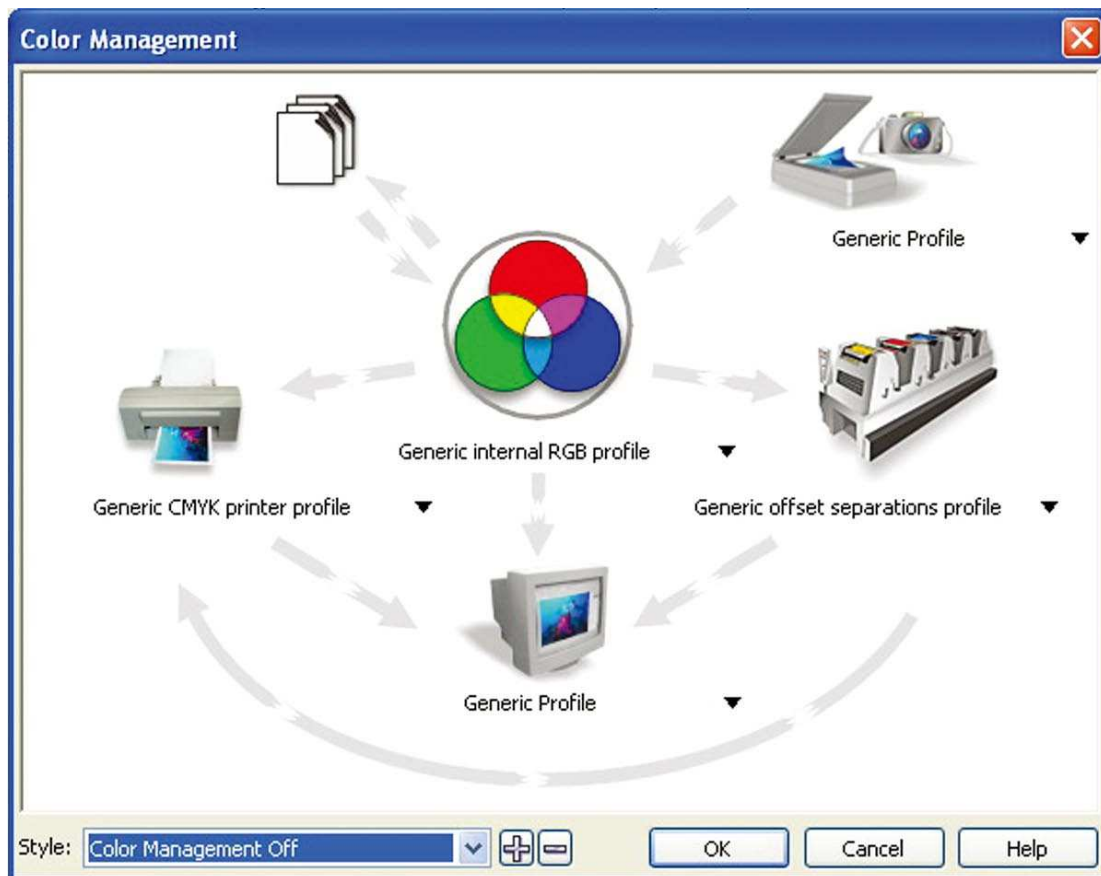 Color Management
Generic Profile
Generic internal RGB profile
Generic CMYK printer profile
Generic offset separations profile
Generic Profile
Style: Color Management Off OK Cancel Help